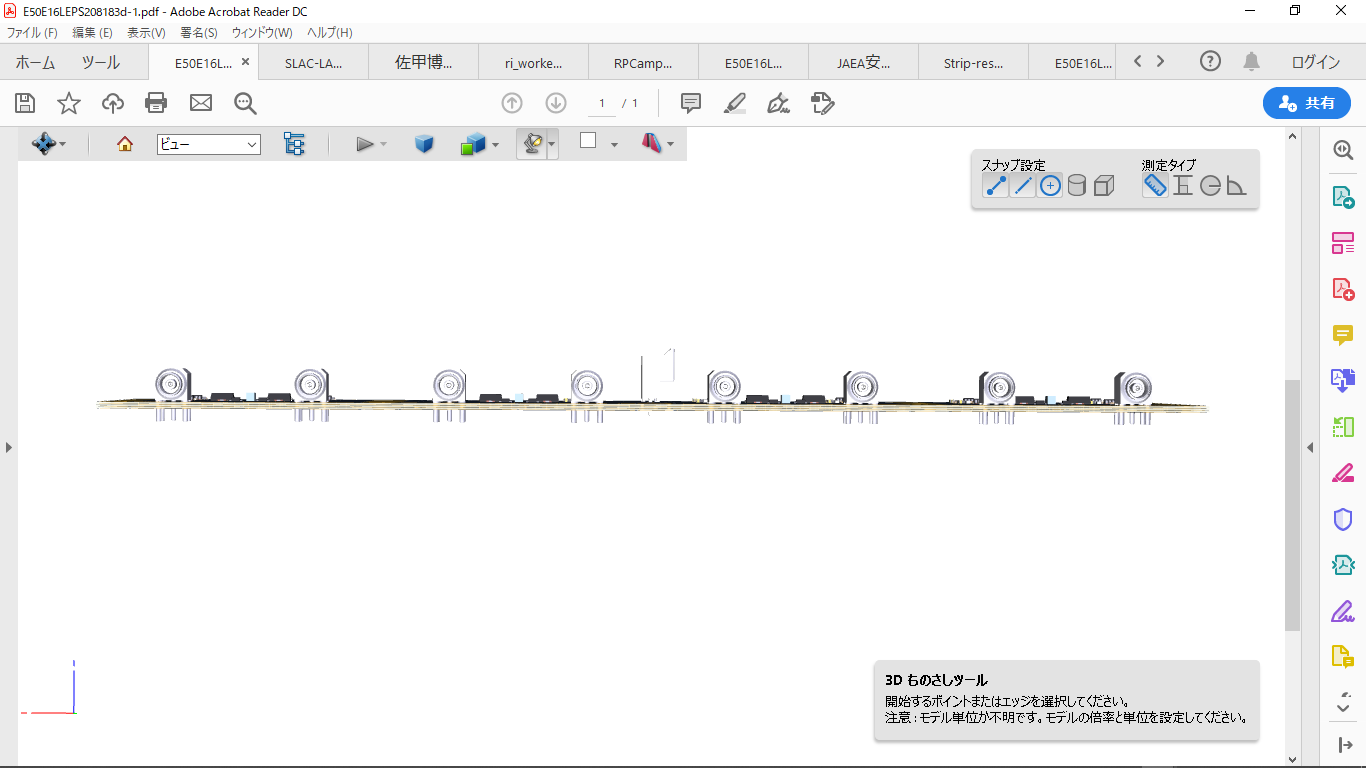 E50E16LEPS208183d-1.pdf - Adobe Acrobat Reader DC
ファイル (F) 編集 (E) 表示(V) 署名(S) ウィンドウ(W) ヘルプ(H)
ホーム ツール E50E16L... × SLAC-LA... 佐甲博... ri_worke... RPCamp... E50E16L... JAEA安... Strip-res... E50E16L... ログイン
1 / 1 共有
ビュー
スナップ設定 測定タイプ
1
3D ものさしツール
開始するポイントまたはエッジを選択してください。
注意 : モデル単位が不明です。モデルの倍率と単位を設定してください。